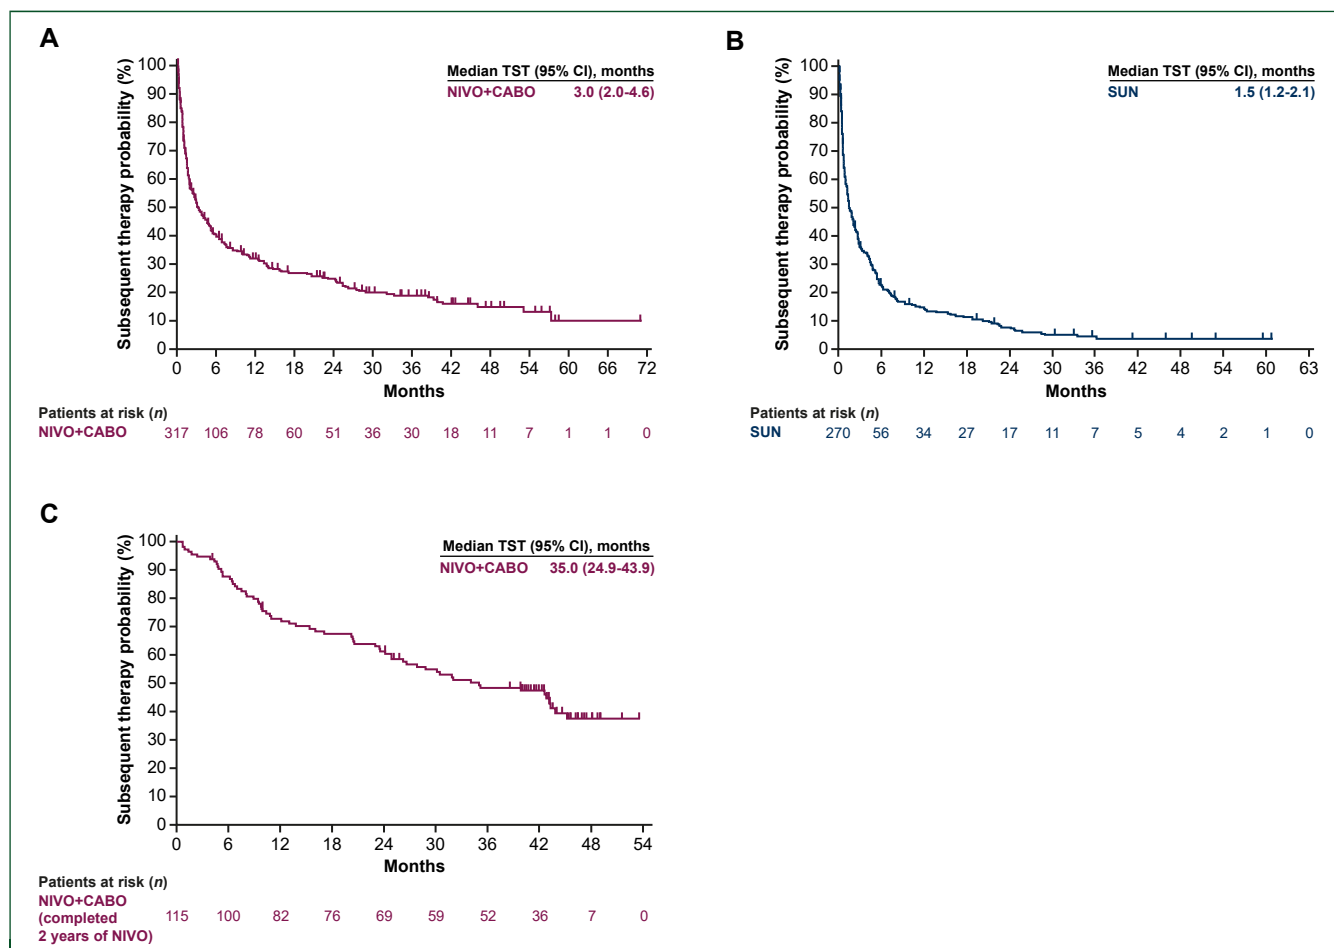 A
Subsequent therapy probability (%)
100
90
80
70
60
50
40
30
20
10
0
Median TST (95% CI), months
NIVO+CABO 3.0 (2.0-4.6)
0 6 12 18 24 30 36 42 48 54 60 66 72
Months
Patients at risk (n)
NIVO+CABO 317 106 78 60 51 36 30 18 11 7 1 1 0
B
Subsequent therapy probability (%)
100
90
80
70
60
50
40
30
20
10
0
Median TST (95% CI), months
SUN 1.5 (1.2-2.1)
0 6 12 18 24 30 36 42 48 54 60 63
Months
Patients at risk (n)
SUN 270 56 34 27 17 11 7 5 4 2 1 0
C
Subsequent therapy probability (%)
100
90
80
70
60
50
40
30
20
10
0
Median TST (95% CI), months
NIVO+CABO 35.0 (24.9-43.9)
0 6 12 18 24 30 36 42 48 54
Months
Patients at risk (n)
NIVO+CABO
(completed 115 100 82 76 69 59 52 36 7 0
2 years of NIVO)